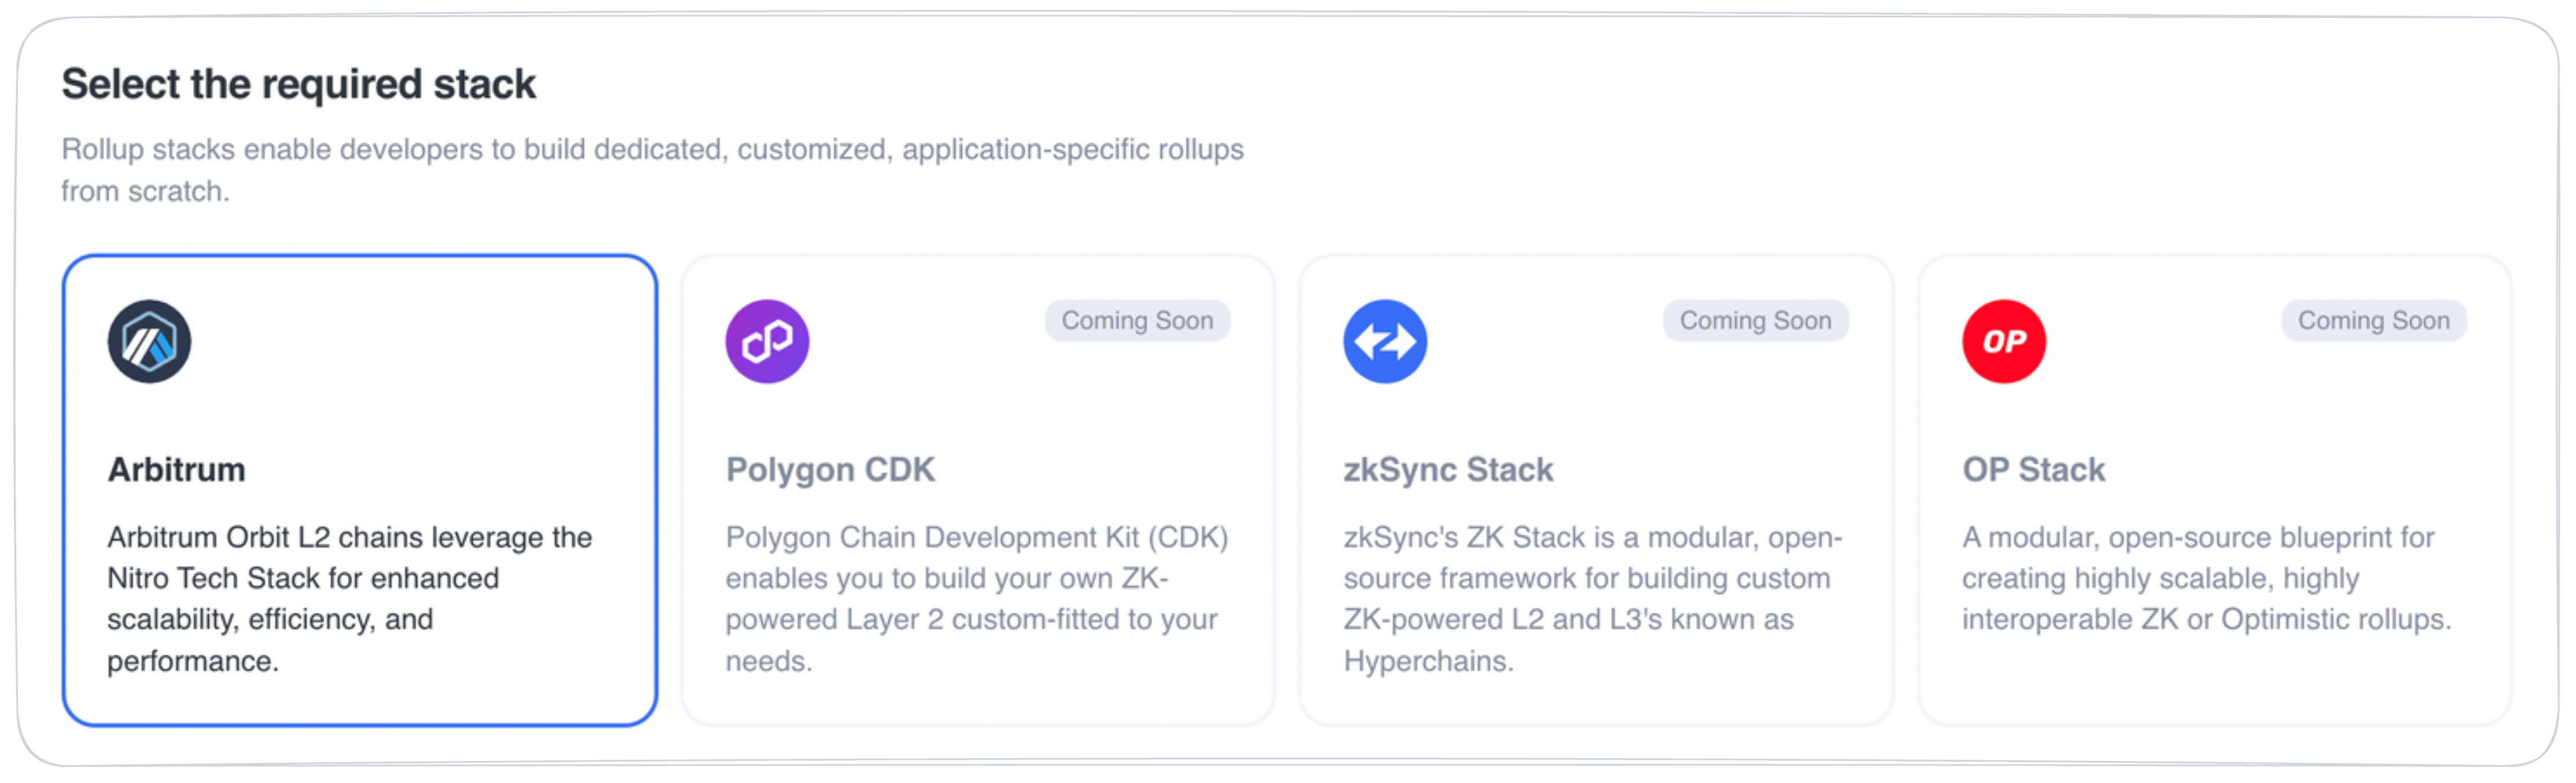 Select the required stack
Rollup stacks enable developers to build dedicated, customized, application-specific rollups
from scratch.
Arbitrum
Arbitrum Orbit L2 chains leverage the
Nitro Tech Stack for enhanced
scalability, efficiency, and
performance.
Coming Soon
Polygon CDK
Polygon Chain Development Kit (CDK)
enables you to build your own ZK-
powered Layer 2 custom-fitted to your
needs.
Coming Soon
zkSync Stack
zkSync's ZK Stack is a modular, open-
source framework for building custom
ZK-powered L2 and L3's known as
Hyperchains.
Coming Soon
OP
OP Stack
A modular, open-source blueprint for
creating highly scalable, highly
interoperable ZK or Optimistic rollups.